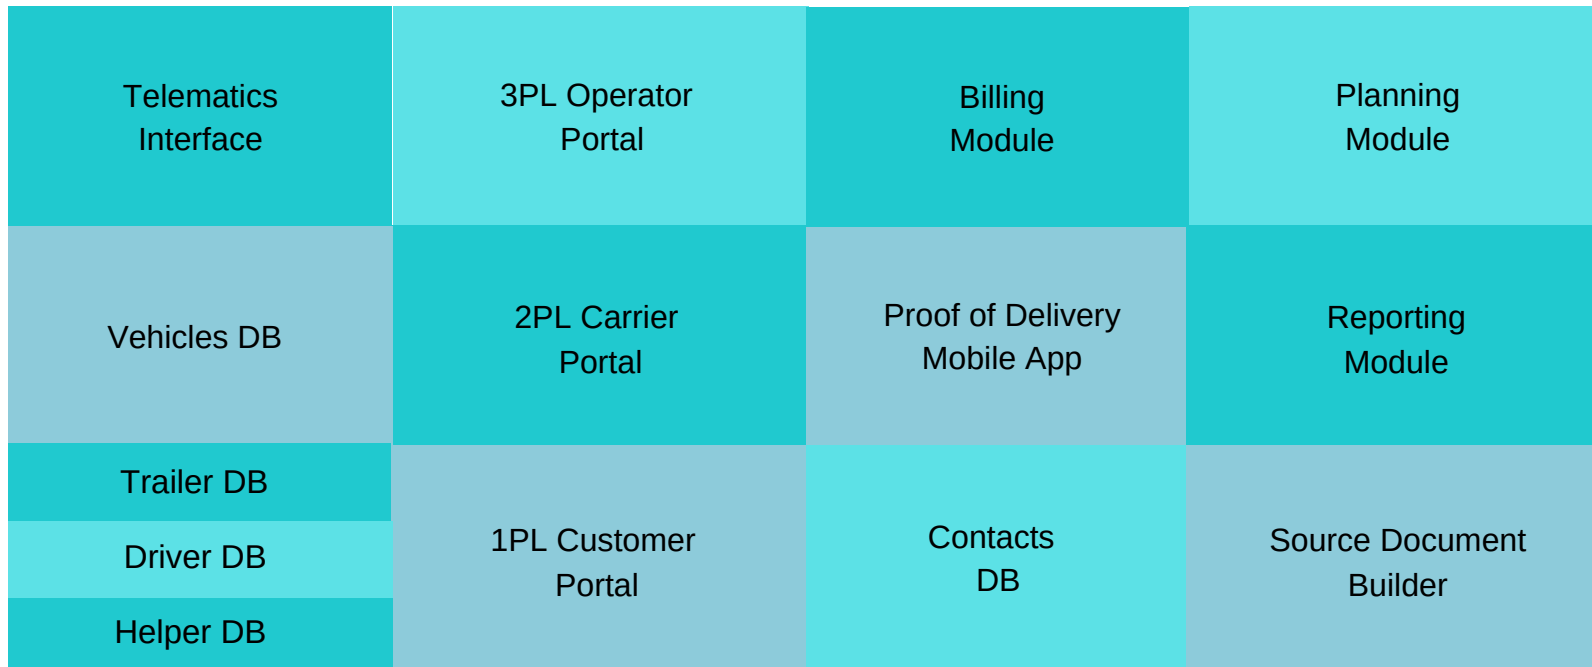 Telematics
Interface
3PL Operator
Portal
Billing
Module
Planning
Module
Vehicles DB
2PL Carrier
Portal
Proof of Delivery
Mobile App
Reporting
Module
Trailer DB
Driver DB
Helper DB
1PL Customer
Portal
Contacts
DB
Source Document
Builder